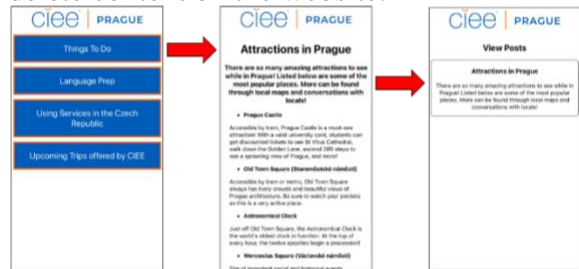 ciee PRAGUE
Things To Do
Language Prep
Using Services in the Czech
Republic
Upcoming Trips offered by CIEE
ciee PRAGUE
Attractions in Prague
There are so many amazing attractions to see
while in Prague! Listed below are some of the
most popular places. More can be found
through local maps and conversations with
locals!
• Prague Castle
Accessible by tram, Prague Castle is a must-see
attraction! With a valid university card, students can
get discounted tickets to see St Vitus Cathedral,
walk down the Golden Lane, ascend 280 steps to
see a sprawling view of Prague, and more!
• Old Town Square (Staroměstské náměstí)
Accessible by tram or metro, Old Town Square
always has lively crowds and beautiful views of
Prague architecture. Be sure to watch your pockets
as this is a very active place.
• Astronomical Clock
Just off Old Town Square, the Astronomical Clock is
the world's oldest clock in function. At the top of
every hour, the twelve apostles begin a procession!
• Wenceslas Square (Václavské náměstí)
Site of important social and historical events
ciee PRAGUE
View Posts
Attractions in Prague
There are so many amazing attractions to see while in
Prague! Listed below are some of the most popular
places. More can be found through local maps and
conversations with locals!